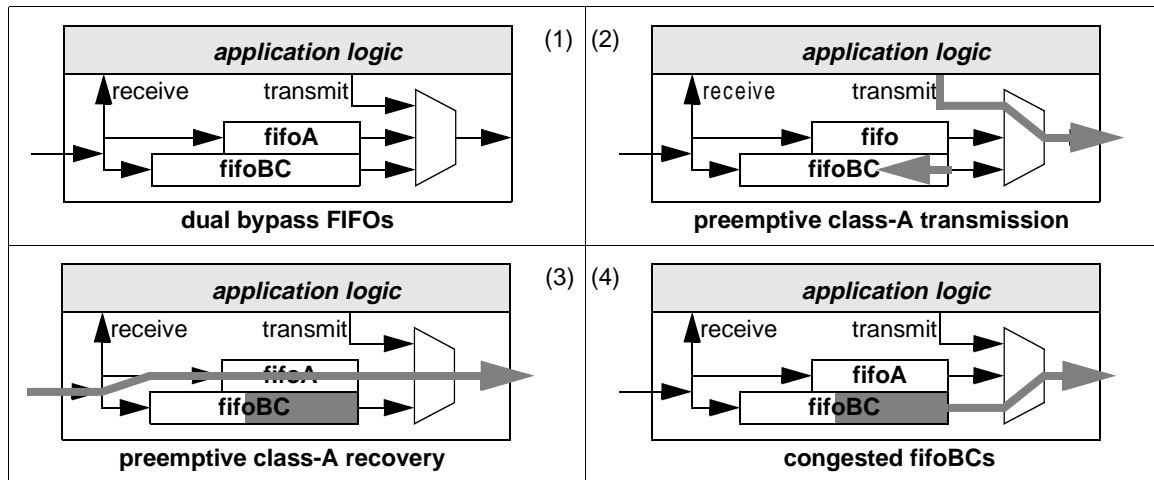 (1)
application logic
receive
transmit
fifoA
fifoBC
dual bypass FIFOs
(2)
application logic
receive
transmit
fifo
fifoBC
preemptive class-A transmission
(3)
application logic
receive
transmit
fifoA
fifoBC
preemptive class-A recovery
(4)
application logic
receive
transmit
fifoA
fifoBC
congested fifoBCs